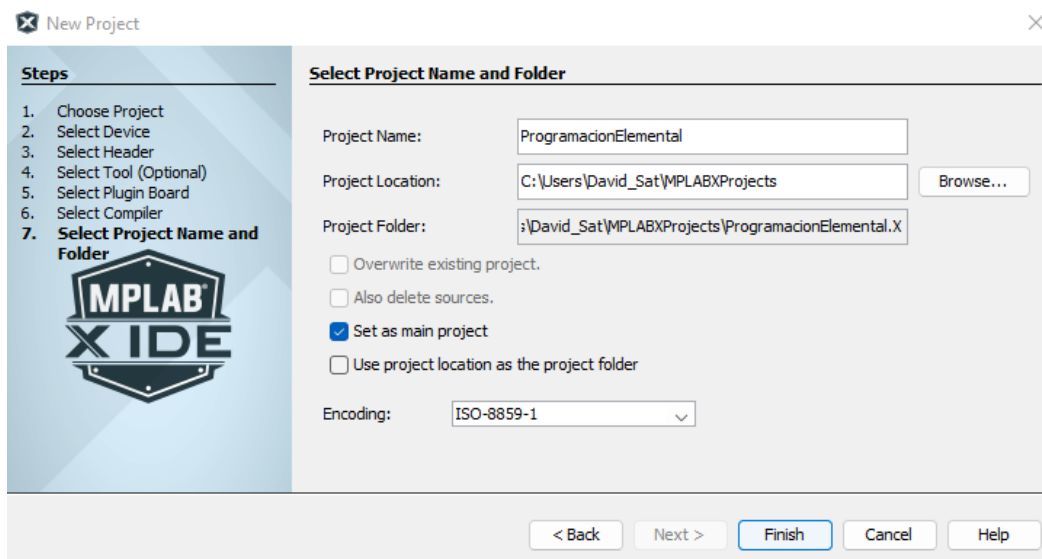 New Project
Steps
1. Choose Project
2. Select Device
3. Select Header
4. Select Tool (Optional)
5. Select Plugin Board
6. Select Compiler
7. Select Project Name and
Folder
MPLAB®
X IDE
Select Project Name and Folder
Project Name: ProgramacionElemental
Project Location: C:\Users\David_Sat\MPLABXProjects Browse...
Project Folder: \David_Sat\MPLABXProjects\ProgramacionElemental.X
Overwrite existing project.
Also delete sources.
Set as main project
Use project location as the project folder
Encoding: ISO-8859-1
< Back Next > Finish Cancel Help